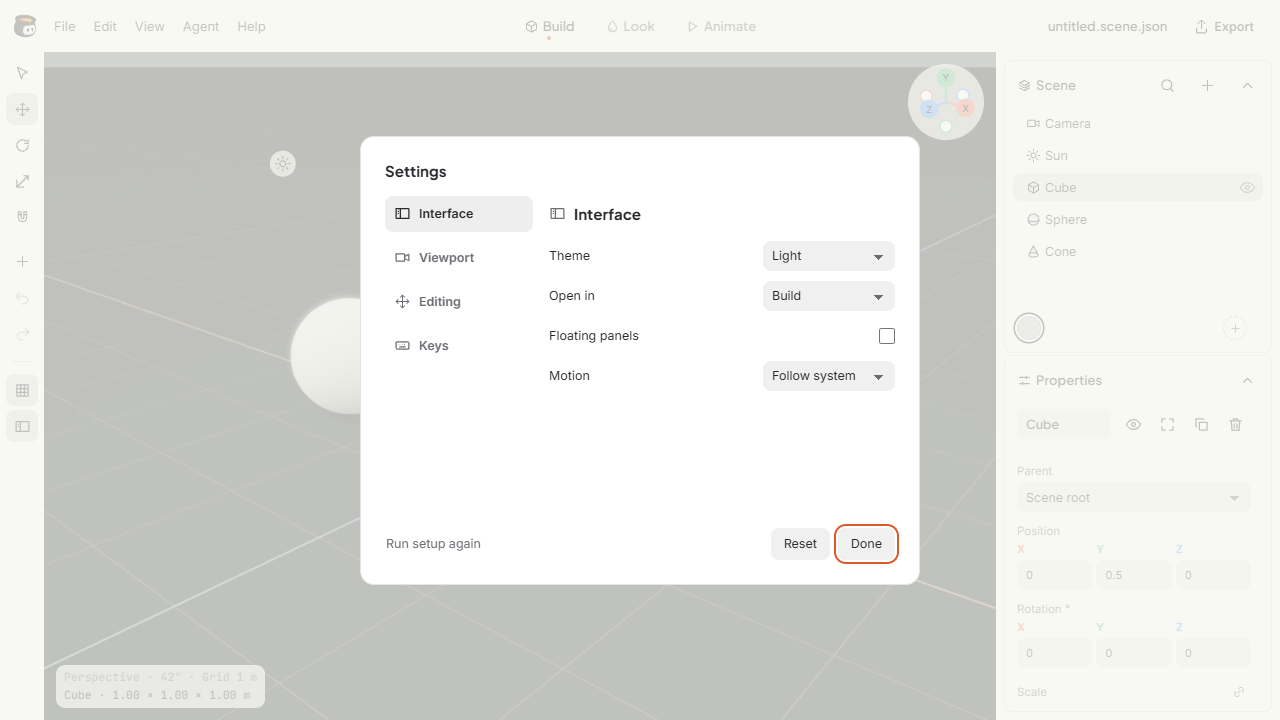 File Edit View Agent Help
Build Look Animate
untitled.scene.json Export
Y
Z X
Scene
Camera
Sun
Cube
Sphere
Cone
Settings
Interface
Viewport
Editing
Keys
Interface
Theme Light
Open in Build
Floating panels
Motion Follow system
Run setup again Reset Done
Properties
Cube
Parent
Scene root
Position
X Y Z
0 0.5 0
Rotation *
X Y Z
0 0 0
Scale
Perspective · 42° · Grid 1 m
Cube · 1.00 × 1.00 × 1.00 m